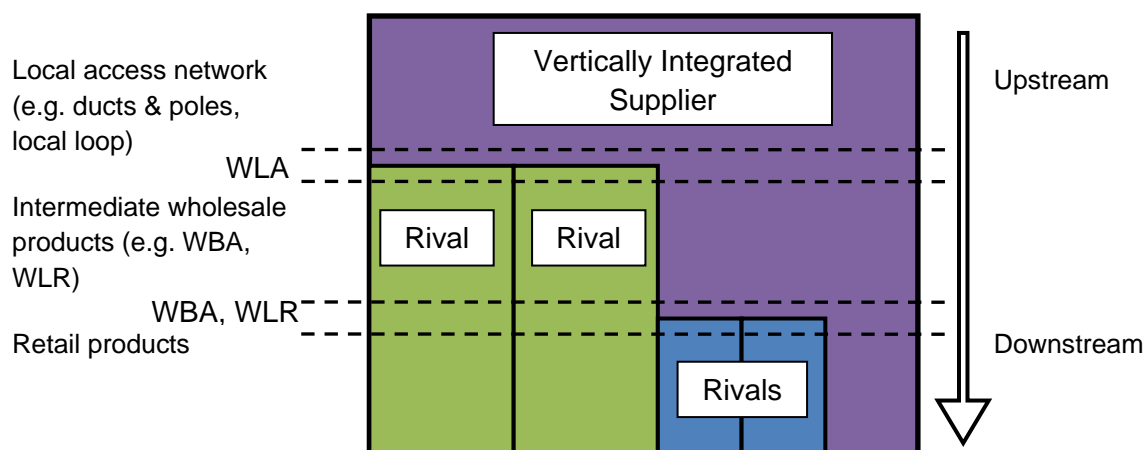 Vertically Integrated
Supplier
Local access network
(e.g. ducts & poles,
local loop)
Upstream
WLA
Intermediate wholesale
products (e.g. WBA,
WLR)
Rival
Rival
WBA, WLR
Retail products
Downstream
Rivals